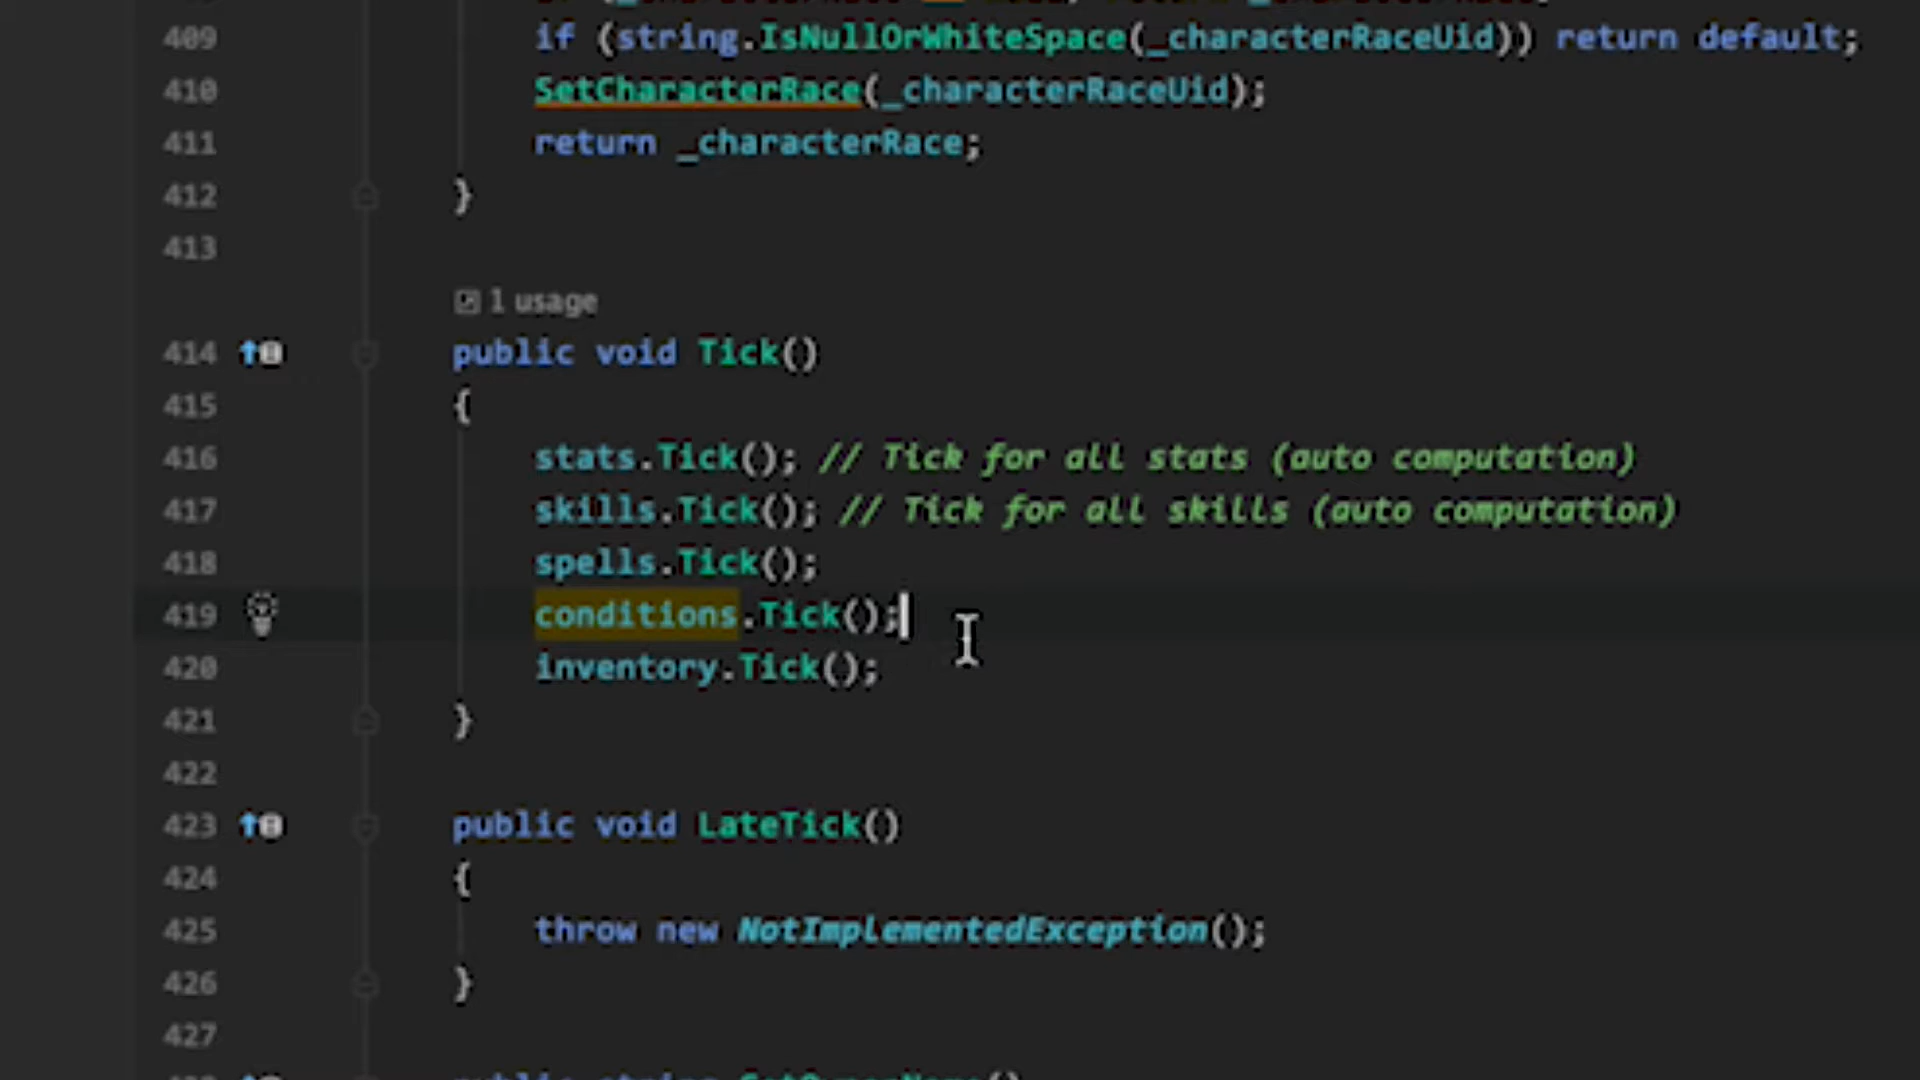 409 if (string.IsNullOrWhiteSpace(_characterRaceUid)) return default;
410 SetCharacterRace(_characterRaceUid);
411 return _characterRace;
412 }
413
1 usage
414 public void Tick()
415 {
416 stats.Tick(); // Tick for all stats (auto computation)
417 skills.Tick(); // Tick for all skills (auto computation)
418 spells.Tick();
419 conditions.Tick();
420 inventory.Tick();
421 }
422
423 public void LateTick()
424 {
425 throw new NotImplementedException();
426 }
427